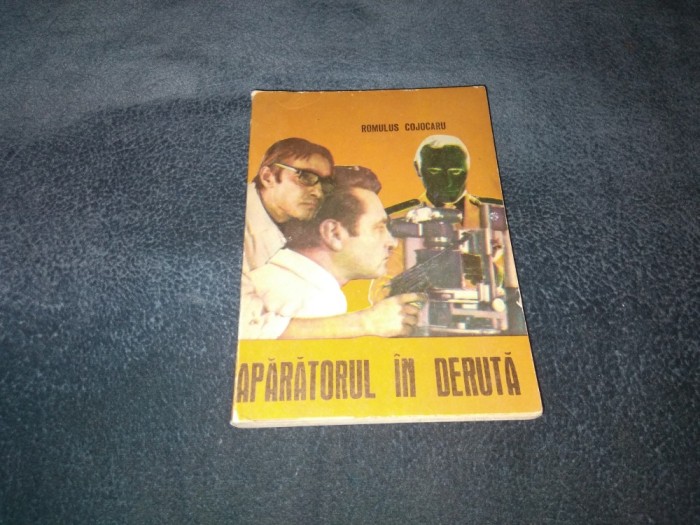 ROMULUS COJOCARU
APĂRĂTORUL ÎN DERUTĂ